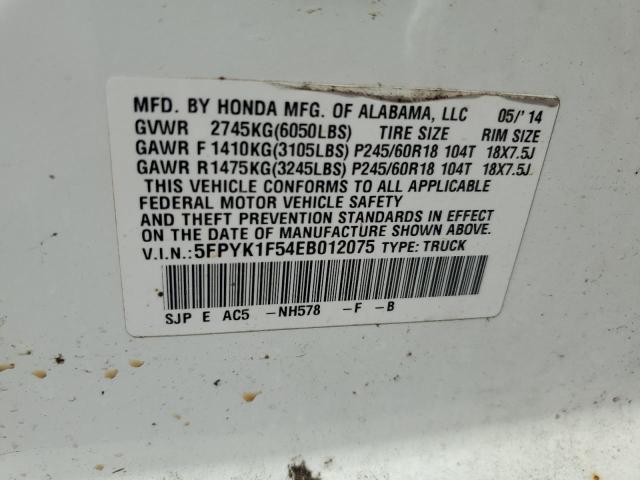 MFD. BY HONDA MFG. OF ALABAMA, LLC 05/'14
GVWR 2745KG(6050LBS) TIRE SIZE RIM SIZE
GAWR F 1410KG(3105LBS) P245/60R18 104T 18X7.5J
GAWR R1475KG(3245LBS) P245/60R18 104T 18X7.5J
THIS VEHICLE CONFORMS TO ALL APPLICABLE
FEDERAL MOTOR VEHICLE SAFETY
AND THEFT PREVENTION STANDARDS IN EFFECT
ON THE DATE OF MANUFACTURE SHOWN ABOVE.
V.I.N.:5FPYK1F54EB012075 TYPE: TRUCK
SJP E AC5 -NH578 -F -B